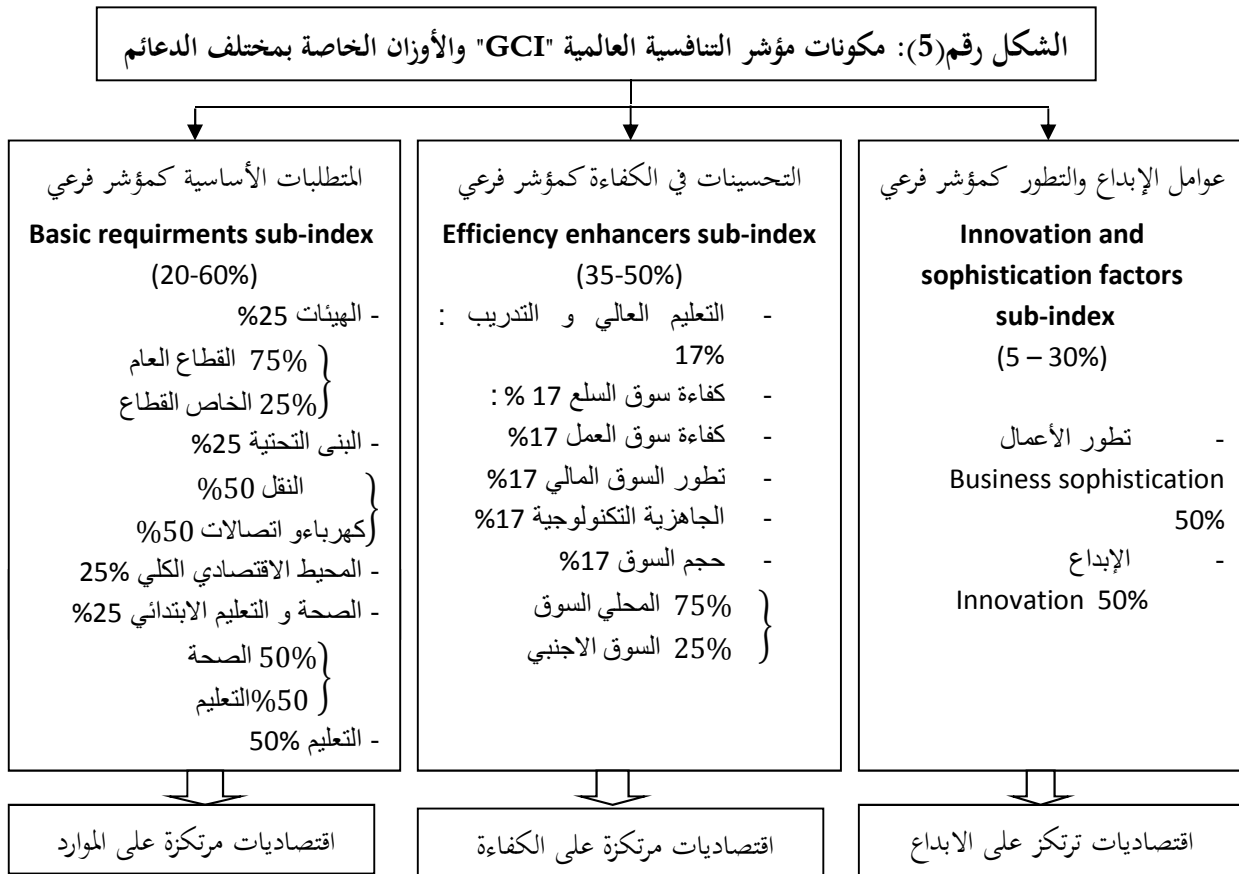 الشكل رقم(5): مكونات مؤشر التنافسية العالمية "GCI" والأوزان الخاصة بمختلف الدعائم
المتطلبات الأساسية كمؤشر فرعي
Basic requirments sub-index
(20-60%)
- الهيئات 25%
75% القطاع العام
25% الخاص القطاع
- البنى التحتية 25%
النقل 50%
كهرباءو اتصالات 50%
- المحيط الاقتصادي الكلي 25%
- الصحة و التعليم الابتدائي 25%
50% الصحة
50%التعليم
- التعليم 50%
اقتصاديات مرتكزة على الموارد
التحسينات في الكفاءة كمؤشر فرعي
Efficiency enhancers sub-index
(35-50%)
- التعليم العالي و التدريب :
17%
- كفاءة سوق السلع 17 % :
- كفاءة سوق العمل 17%
- تطور السوق المالي 17%
- الجاهزية التكنولوجية 17%
- حجم السوق 17%
75% المحلي السوق
25% السوق الاجنبي
اقتصاديات مرتكزة على الكفاءة
عوامل الإبداع والتطور كمؤشر فرعي
Innovation and
sophistication factors
sub-index
(5 – 30%)
- تطور الأعمال
Business sophistication
50%
- الإبداع
Innovation 50%
اقتصاديات ترتكز على الابداع